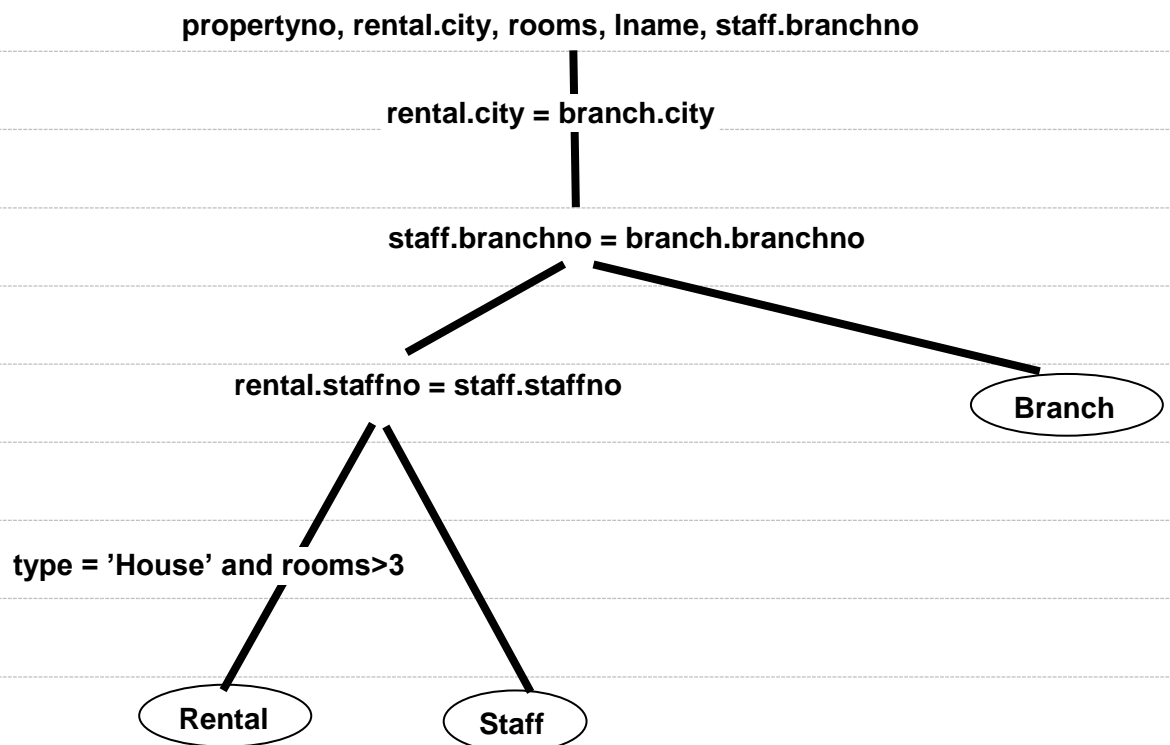 propertyno, rental.city, rooms, lname, staff.branchno
rental.city = branch.city
staff.branchno = branch.branchno
rental.staffno = staff.staffno
Branch
type = ’House’ and rooms>3
Rental
Staff